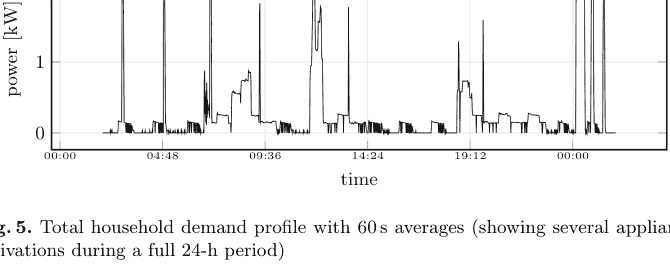 power [kW]
1
0
00:00 04:48 09:36 14:24 19:12 00:00
time
g. 5. Total household demand profile with 60 s averages (showing several applian
ivations during a full 24-h period)